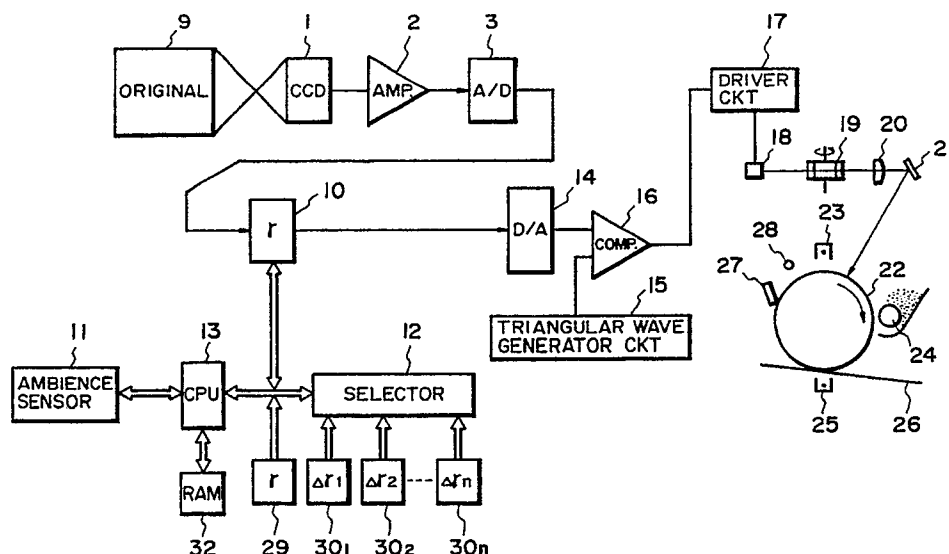 9 1 2 3 17
ORIGINAL CCD AMP. A/D
DRIVER
CKT
18 19 20 2
10 14 16
r D/A COMP.
23
28
27 22
15
TRIANGULAR WAVE
GENERATOR CKT
24
11 13 12
AMBIENCE
SENSOR
CPU SELECTOR
25 26
RAM r Δr1 Δr2 Δrn
32 29 301 302 30n